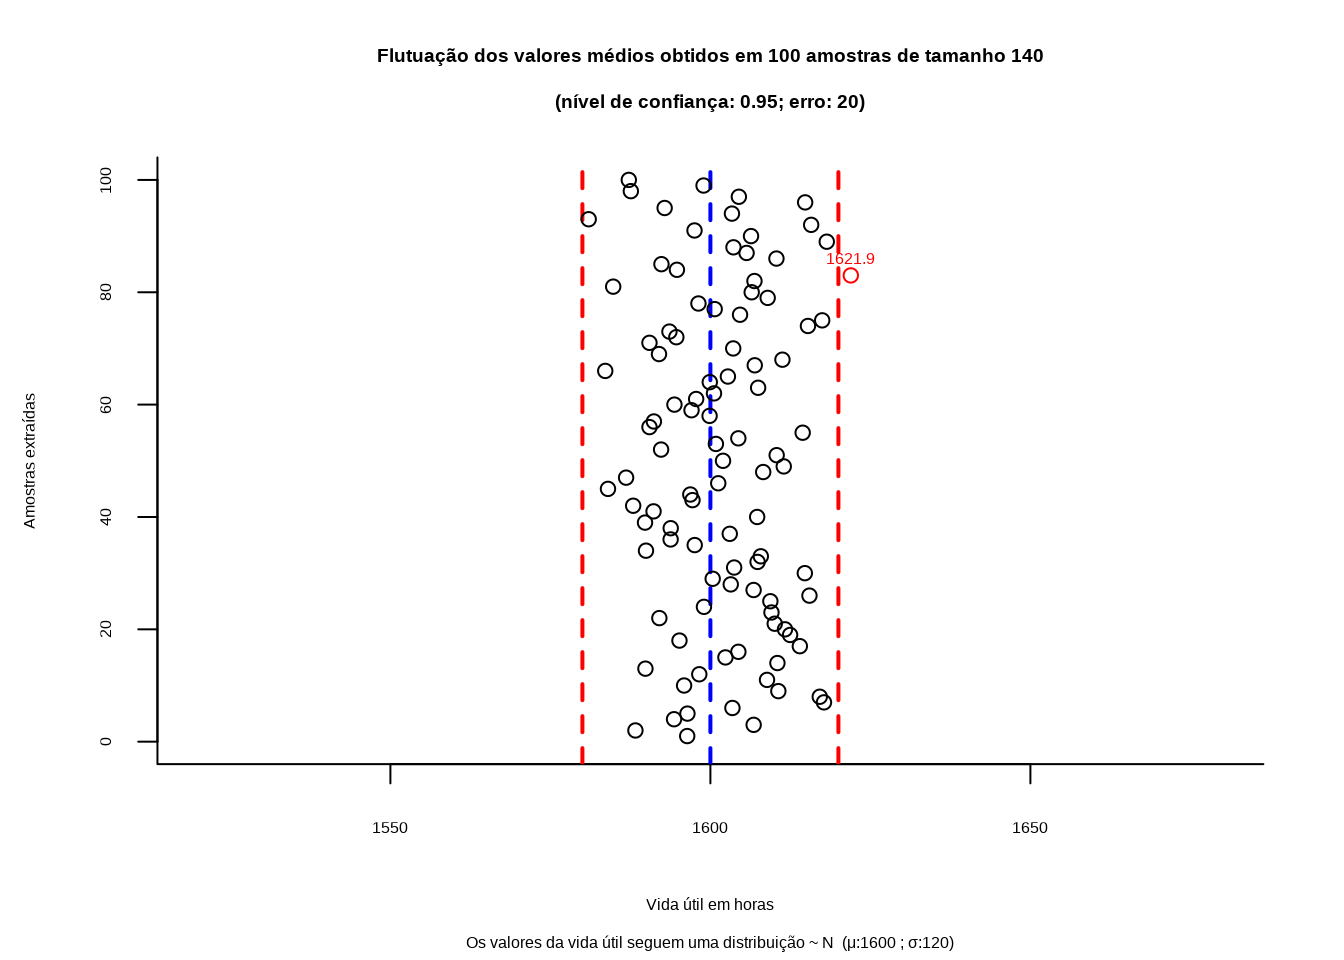 Flutuação dos valores médios obtidos em 100 amostras de tamanho 140
(nível de confiança: 0.95; erro: 20)
100
80
60
40
20
0
Amostras extraídas
1621.9
1550
1600
1650
Vida útil em horas
Os valores da vida útil seguem uma distribuição ~ N  (μ:1600 ; σ:120)